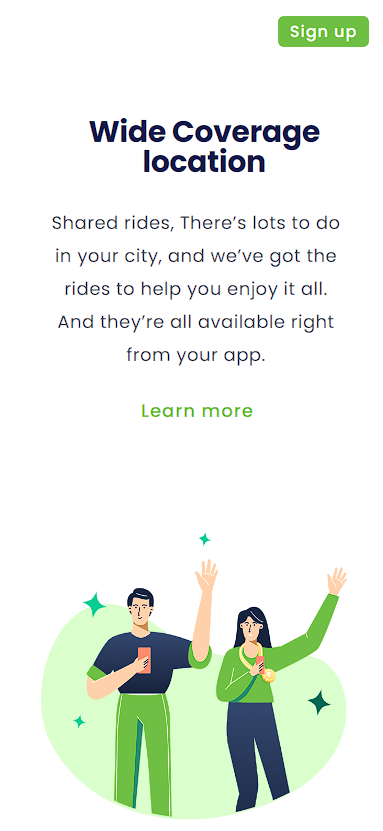 Sign up
Wide Coverage
location
Shared rides, There's lots to do
in your city, and we've got the
rides to help you enjoy it all.
And they're all available right
from your app.
Learn more